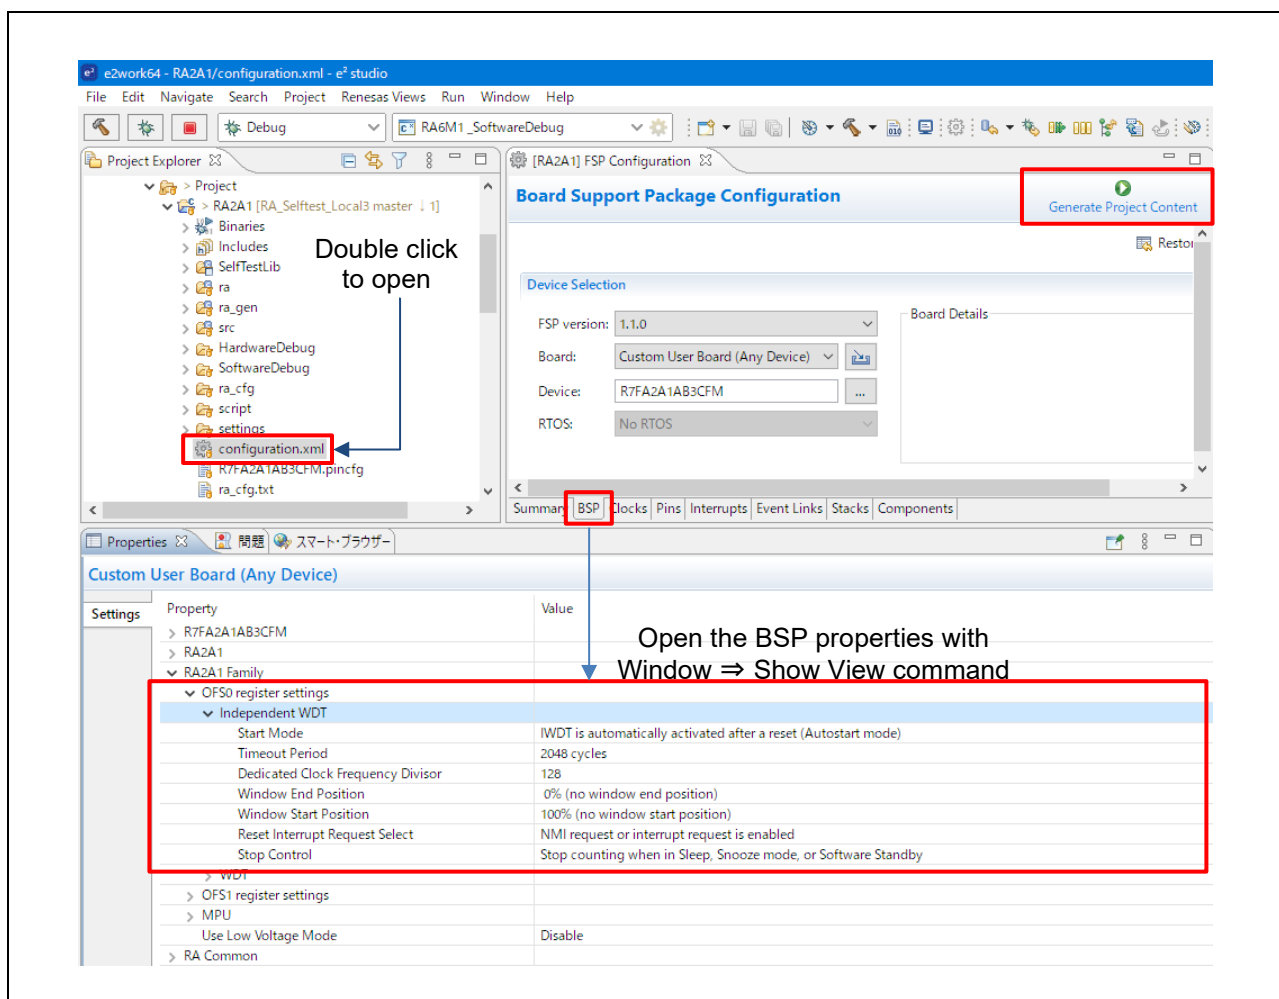 e2work64 - RA2A1/configuration.xml - e² studio
File Edit Navigate Search Project Renesas Views Run Window Help
Debug
RA6M1_SoftwareDebug
Project Explorer
> Project
> RA2A1 [RA_Selftest_Local3 master ↓ 1]
Binaries
Includes
SelfTestLib
ra
ra_gen
src
HardwareDebug
SoftwareDebug
ra_cfg
script
settings
configuration.xml
R7FA2A1AB3CFM.pincfg
ra_cfg.txt
Double click
to open
[RA2A1] FSP Configuration
Board Support Package Configuration
Generate Project Content
Device Selection
FSP version: 1.1.0
Board: Custom User Board (Any Device)
Device: R7FA2A1AB3CFM ...
RTOS: No RTOS
Board Details
Summary BSP Clocks Pins Interrupts Event Links Stacks Components
Properties 問題 スマート・ブラウザー
Custom User Board (Any Device)
Settings
Property Value
R7FA2A1AB3CFM
RA2A1
RA2A1 Family
Open the BSP properties with
Window ⇒ Show View command
OFS0 register settings
Independent WDT
Start Mode IWDT is automatically activated after a reset (Autostart mode)
Timeout Period 2048 cycles
Dedicated Clock Frequency Divisor 128
Window End Position 0% (no window end position)
Window Start Position 100% (no window start position)
Reset Interrupt Request Select NMI request or interrupt request is enabled
Stop Control Stop counting when in Sleep, Snooze mode, or Software Standby
WDT
OFS1 register settings
MPU
Use Low Voltage Mode Disable
RA Common